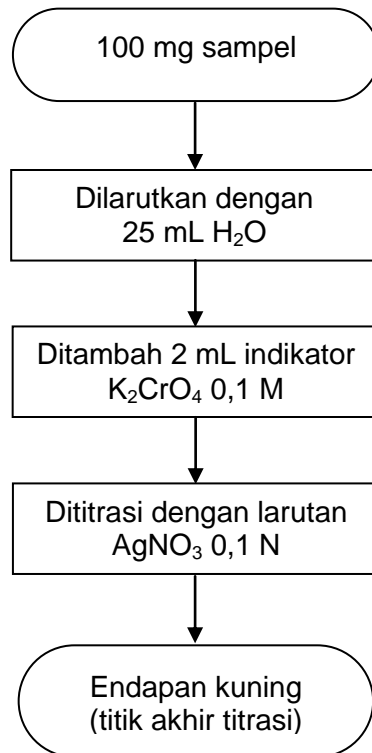 100 mg sampel
Dilarutkan dengan
25 mL H₂O
Ditambah 2 mL indikator
K₂CrO₄ 0,1 M
Dititrasi dengan larutan
AgNO₃ 0,1 N
Endapan kuning
(titik akhir titrasi)